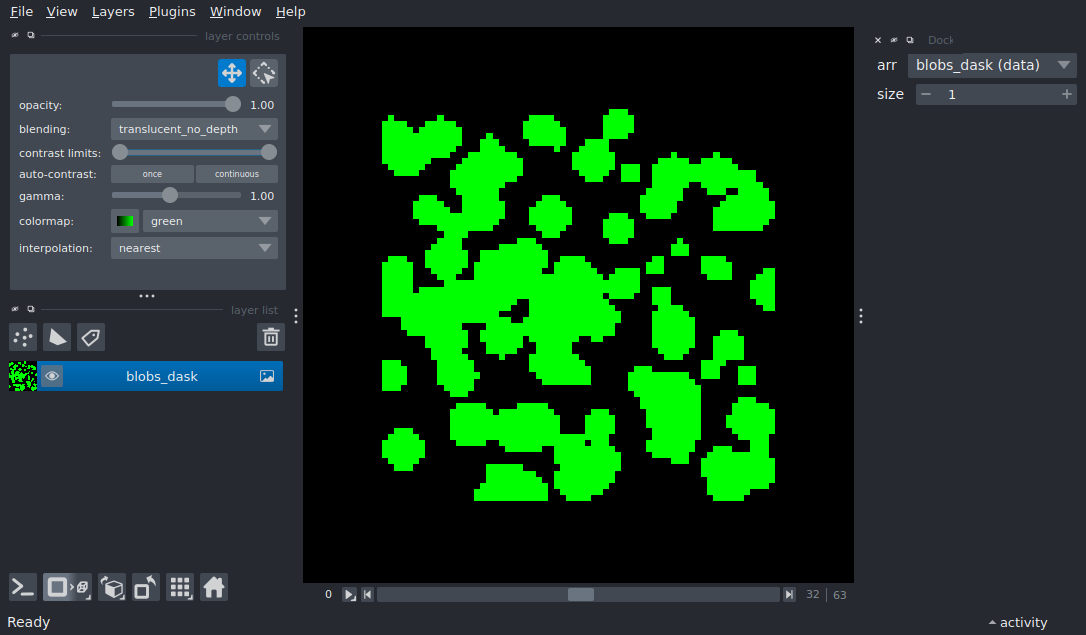 File View Layers Plugins Window Help
layer controls
opacity: 1.00
blending: translucent_no_depth
contrast limits:
auto-contrast: once continuous
gamma: 1.00
colormap: green
interpolation: nearest
layer list
blobs_dask
Dock
arr blobs_dask (data)
size 1
0 32 63
Ready
activity